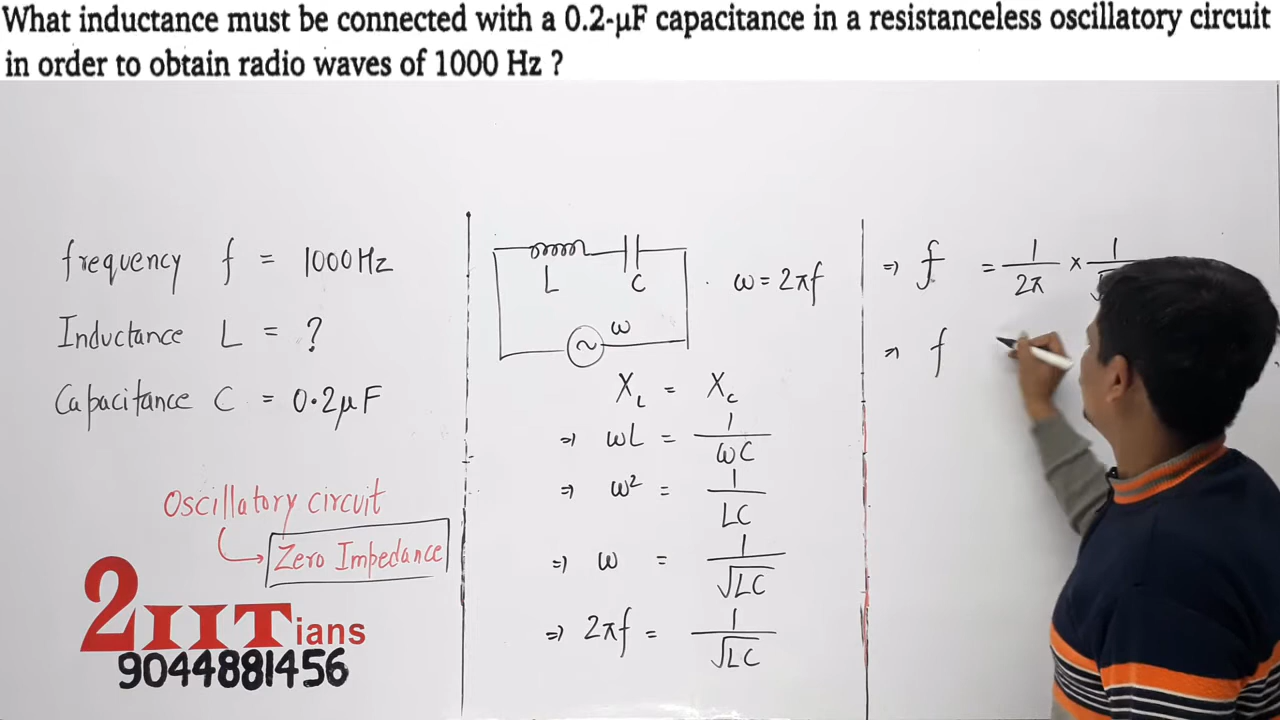 What inductance must be connected with a 0.2-μF capacitance in a resistanceless oscillatory circuit
in order to obtain radio waves of 1000 Hz ?
frequency f = 1000 Hz
Inductance L = ?
Capacitance C = 0.2μF
Oscillatory circuit
Zero Impedance
2IITians
9044881456
L C
ω
ω = 2πf
X_L = X_C
⇒ ωL = 1/ωC
⇒ ω² = 1/LC
⇒ ω = 1/√LC
⇒ 2πf = 1/√LC
⇒ f = 1/2π × 1/√
⇒ f